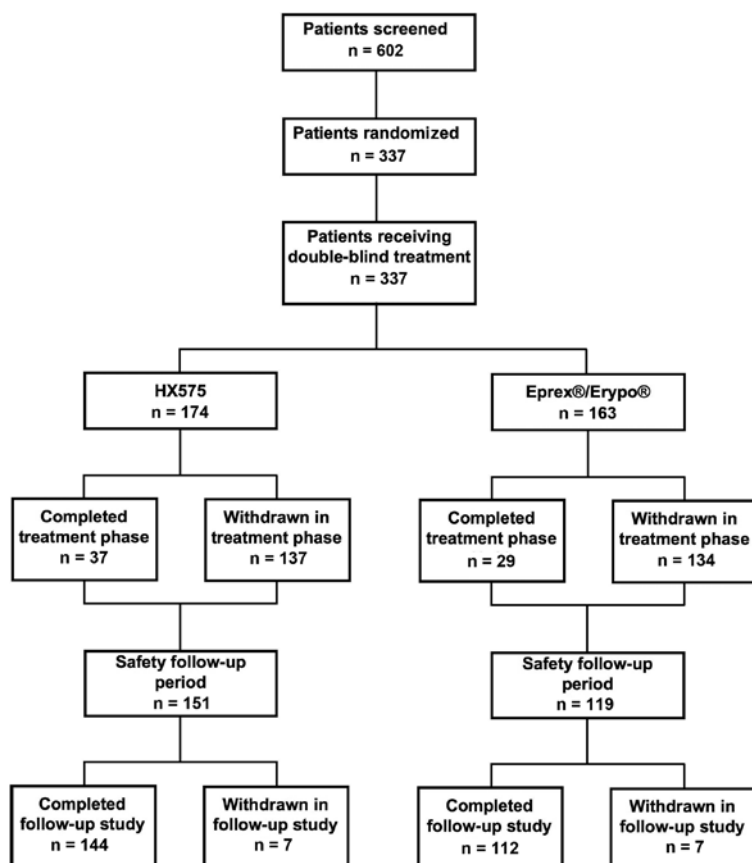 Patients screened
n = 602
Patients randomized
n = 337
Patients receiving
double-blind treatment
n = 337
HX575
n = 174
Eprex®/Erypo®
n = 163
Completed
treatment phase
n = 37
Withdrawn in
treatment phase
n = 137
Completed
treatment phase
n = 29
Withdrawn in
treatment phase
n = 134
Safety follow-up
period
n = 151
Safety follow-up
period
n = 119
Completed
follow-up study
n = 144
Withdrawn in
follow-up study
n = 7
Completed
follow-up study
n = 112
Withdrawn in
follow-up study
n = 7